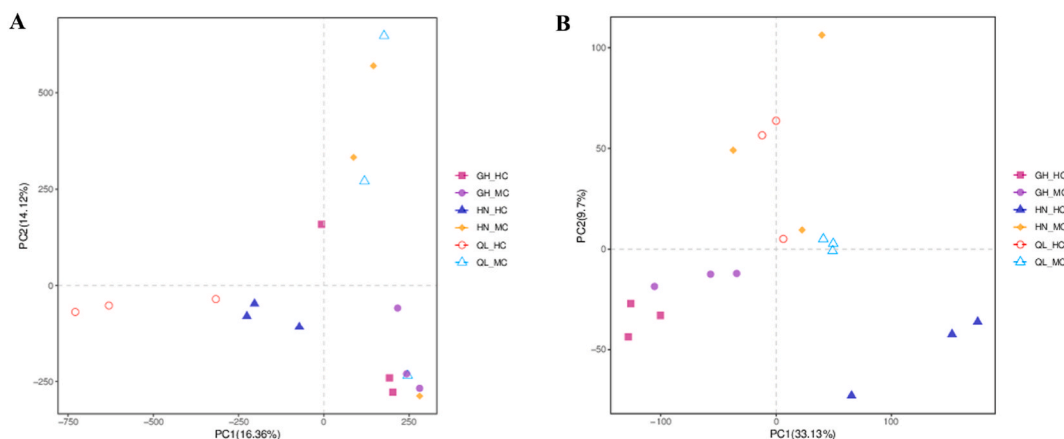 A
PC2(14.12%)
500
250
0
−250
−750
−500
−250
0
250
PC1(16.36%)
GH_HC
GH_MC
HN_HC
HN_MC
QL_HC
QL_MC
B
PC2(9.7%)
100
50
0
−50
−100
0
100
PC1(33.13%)
GH_HC
GH_MC
HN_HC
HN_MC
QL_HC
QL_MC